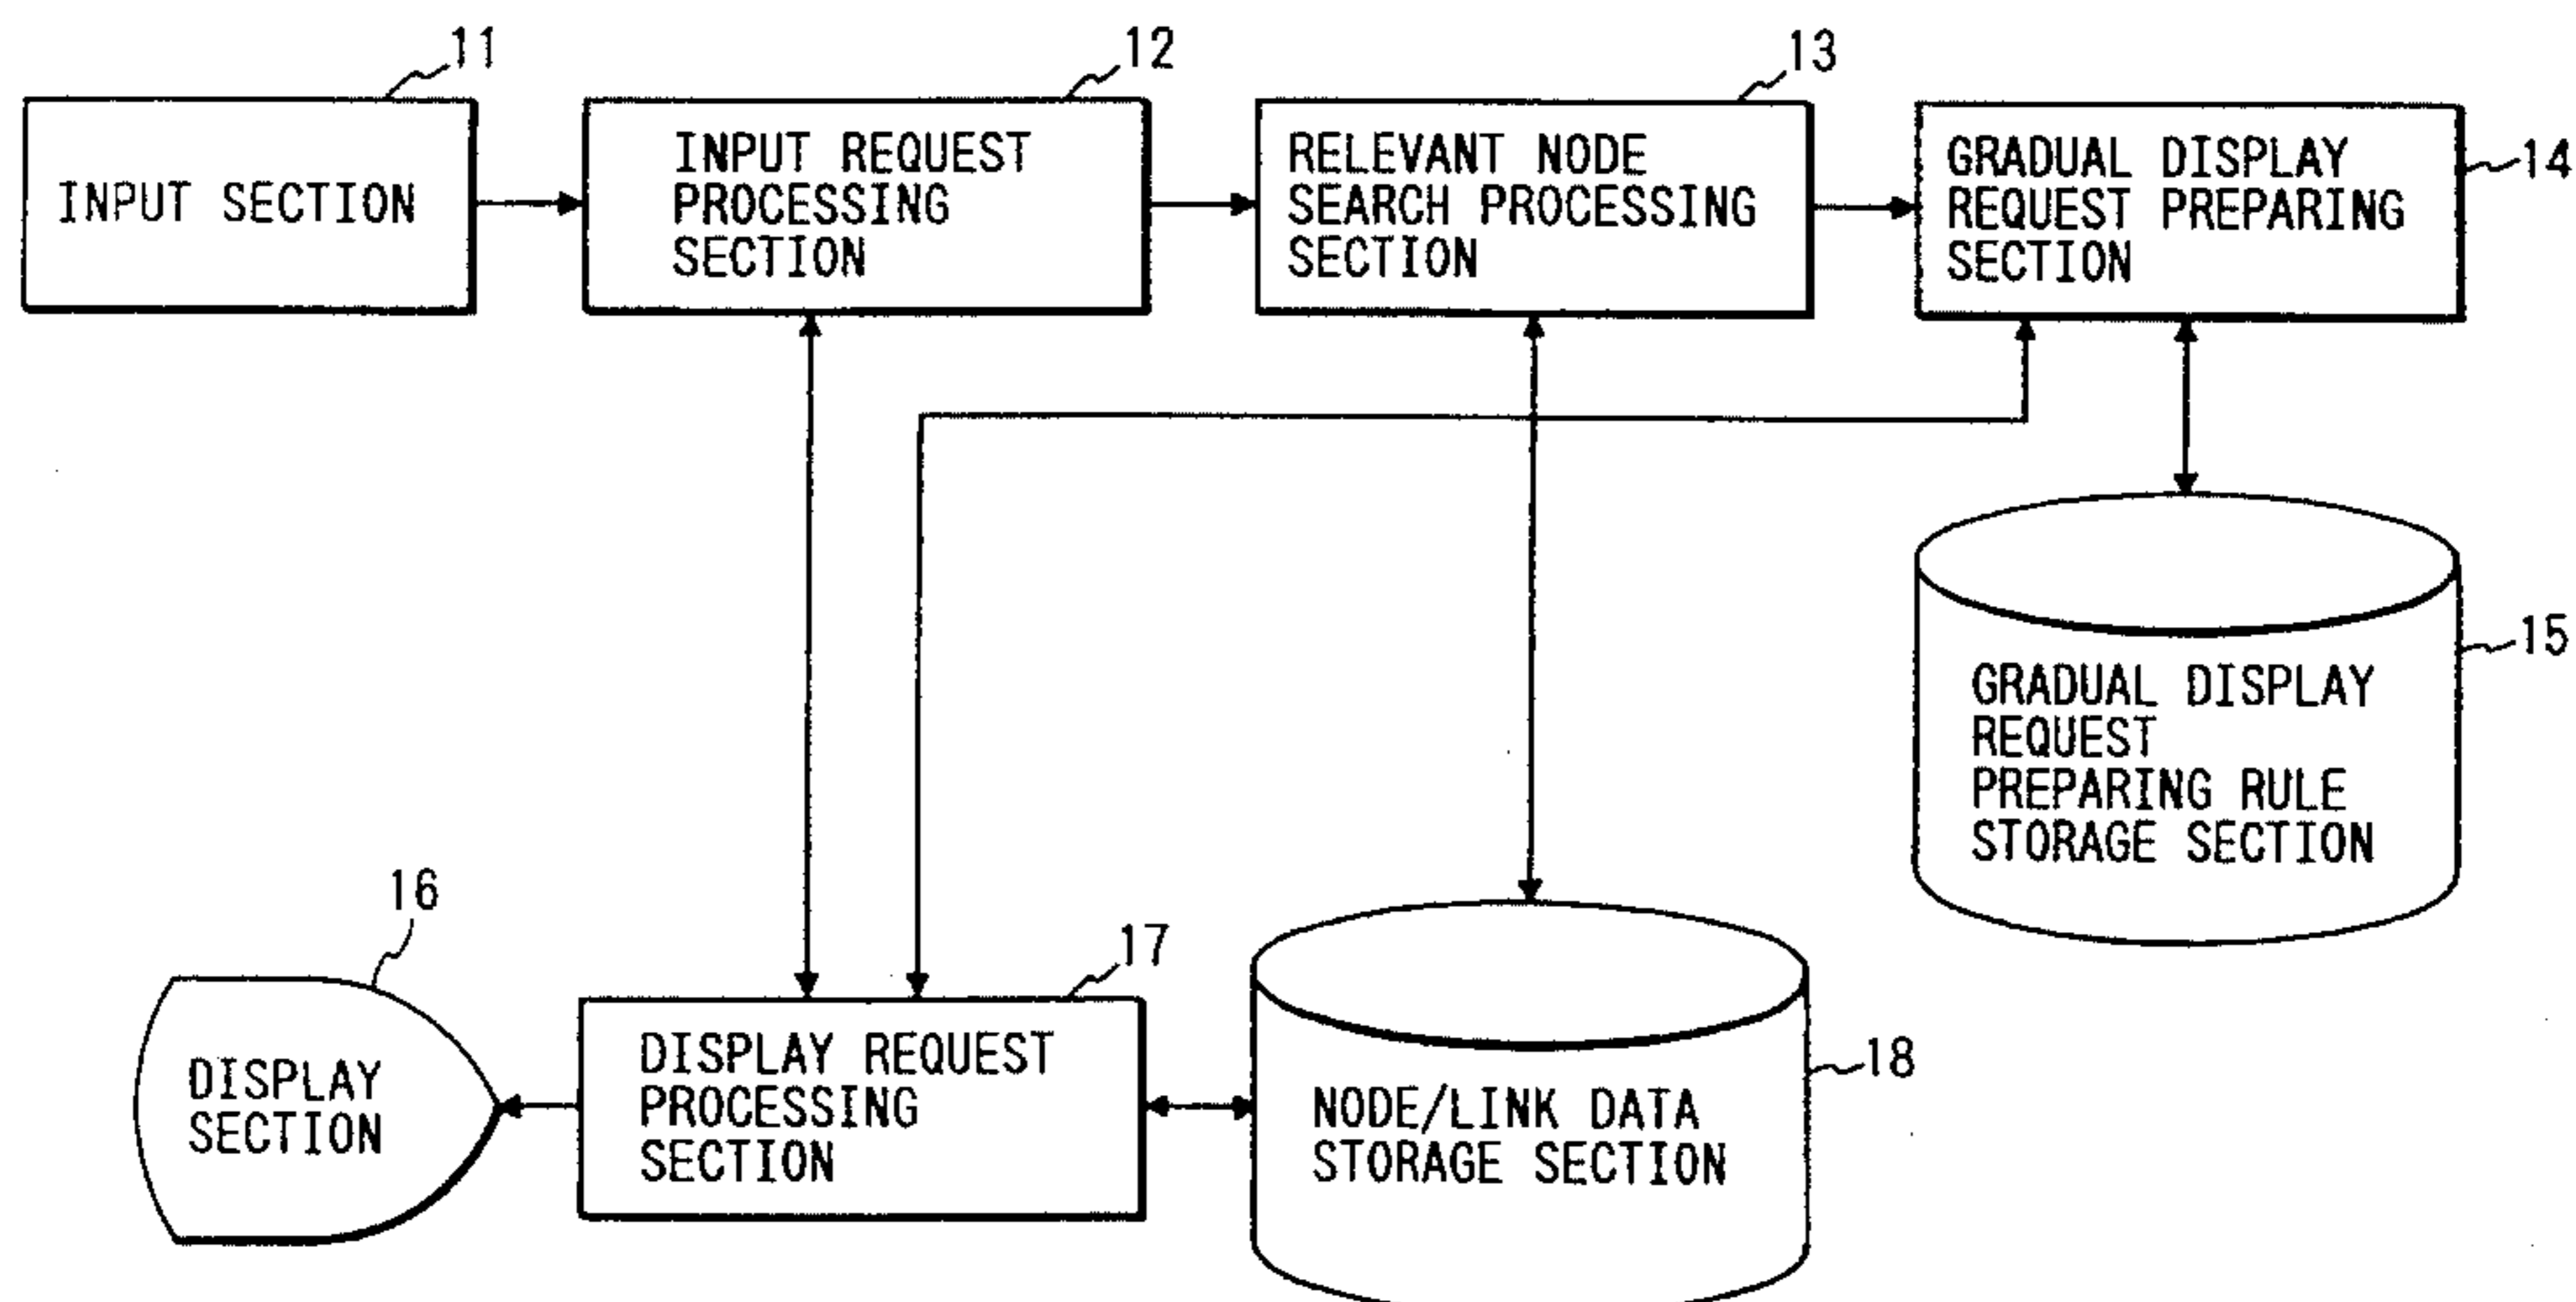 11
INPUT SECTION
12
INPUT REQUEST
PROCESSING
SECTION
13
RELEVANT NODE
SEARCH PROCESSING
SECTION
14
GRADUAL DISPLAY
REQUEST PREPARING
SECTION
15
GRADUAL DISPLAY
REQUEST
PREPARING RULE
STORAGE SECTION
16
DISPLAY
SECTION
17
DISPLAY REQUEST
PROCESSING
SECTION
18
NODE/LINK DATA
STORAGE SECTION